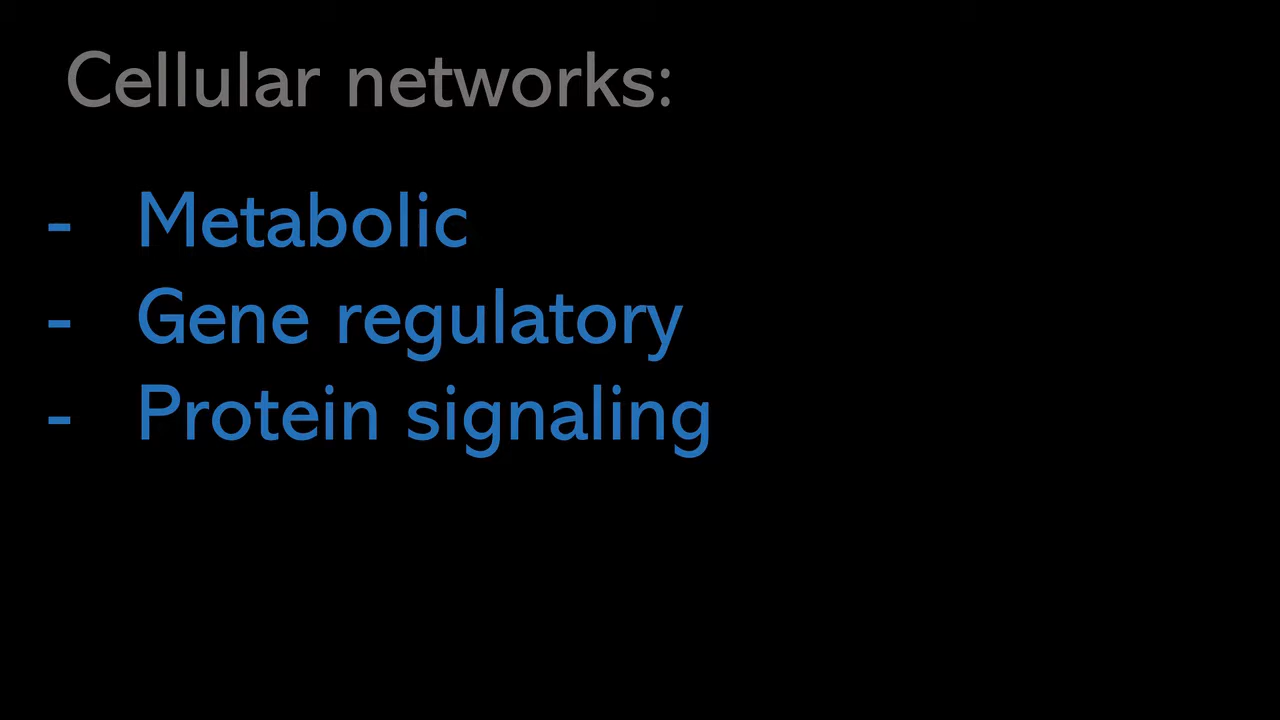 Cellular networks:
- Metabolic
- Gene regulatory
- Protein signaling